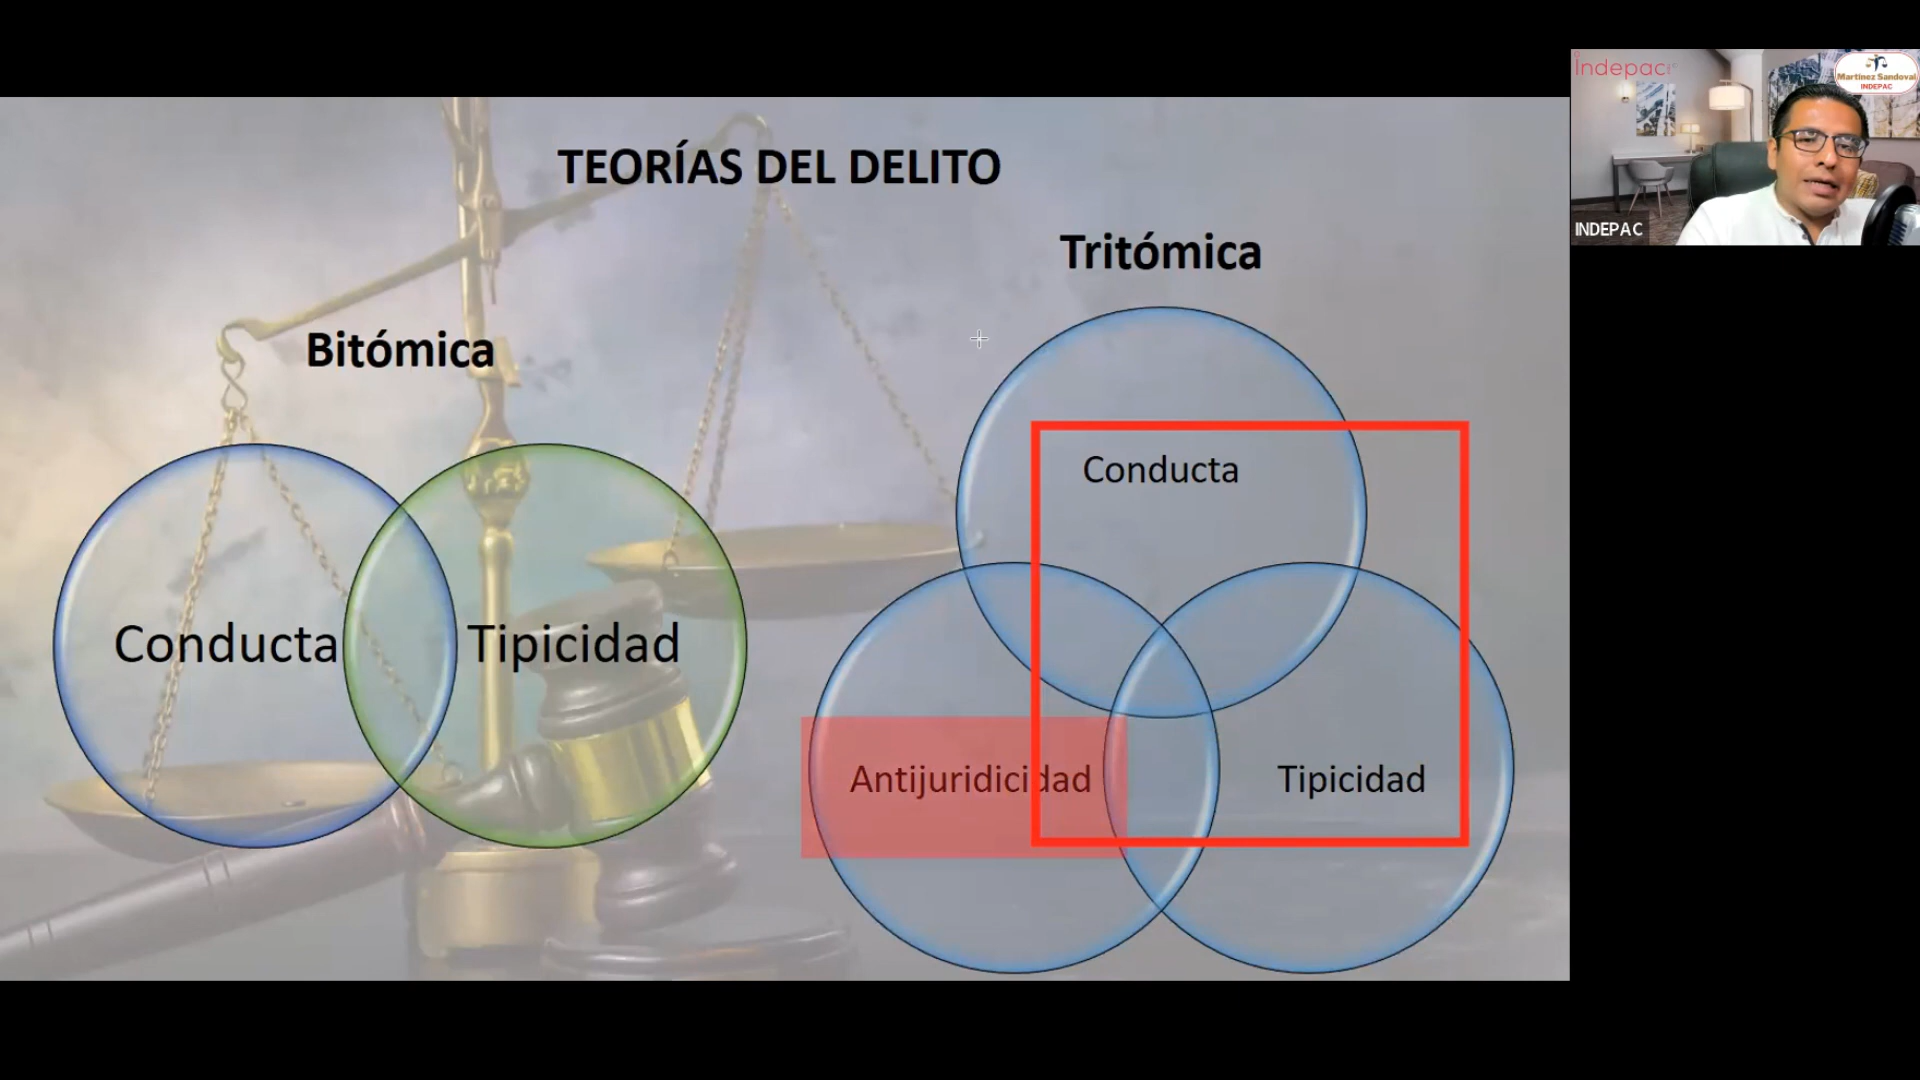 TEORÍAS DEL DELITO
Bitómica
Conducta
Tipicidad
Tritómica
Conducta
Antijuridicidad
Tipicidad
Indepac
Martínez Sandoval
INDEPAC
INDEPAC